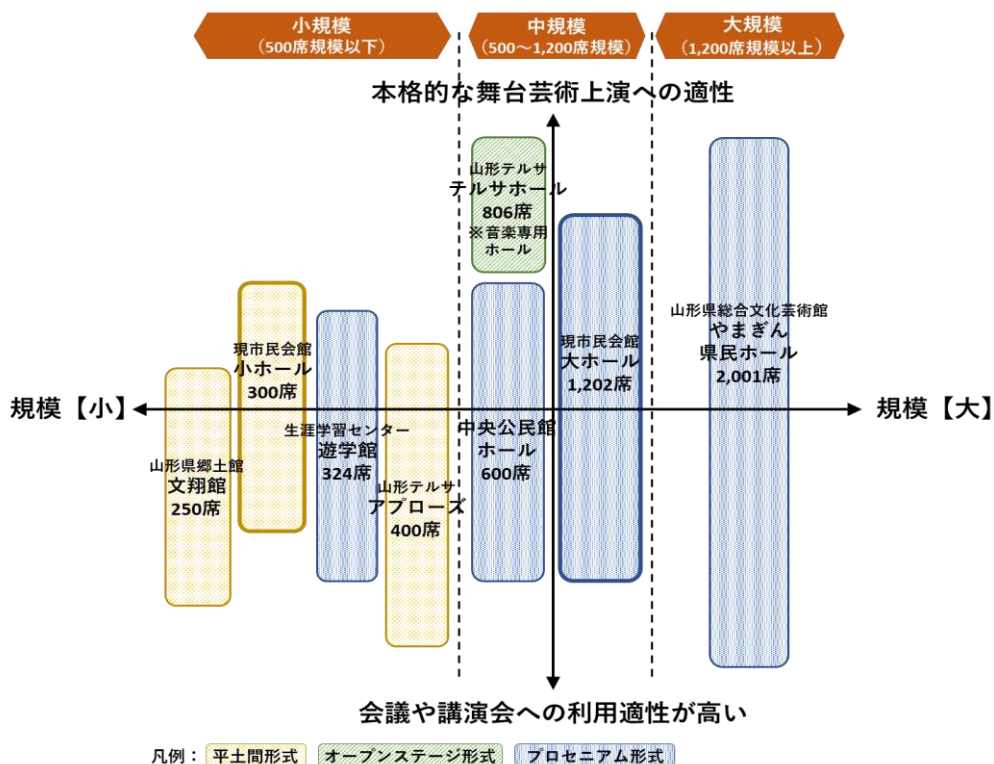 小規模
（500席規模以下）
中規模
（500～1,200席規模）
大規模
（1,200席規模以上）
本格的な舞台芸術上演への適性
山形テルサ
テルサホール
806席
※音楽専用
ホール
現市民会館
小ホール
300席
現市民会館
大ホール
1,202席
山形県総合文化芸術館
やまぎん
県民ホール
2,001席
規模【小】
規模【大】
山形県郷土館
文翔館
250席
生涯学習センター
遊学館
324席
山形テルサ
アプローズ
400席
中央公民館
ホール
600席
会議や講演会への利用適性が高い
凡例：
平土間形式
オープンステージ形式
プロセニアム形式